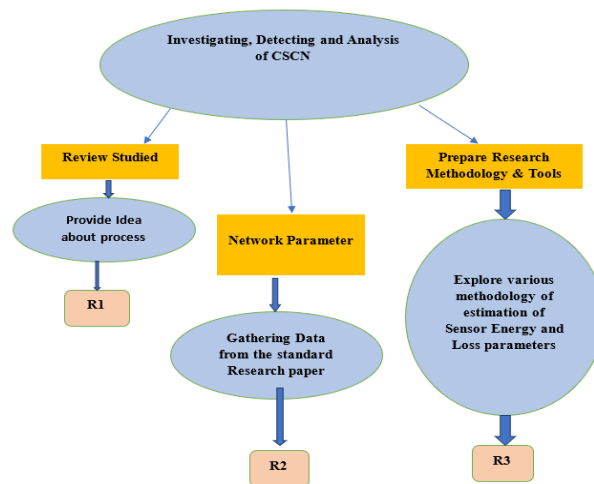 Investigating, Detecting and Analysis
of CSCN
Review Studied
Provide Idea
about process
R1
Network Parameter
Gathering Data
from the standard
Research paper
R2
Prepare Research
Methodology & Tools
Explore various
methodology of
estimation of
Sensor Energy and
Loss parameters
R3